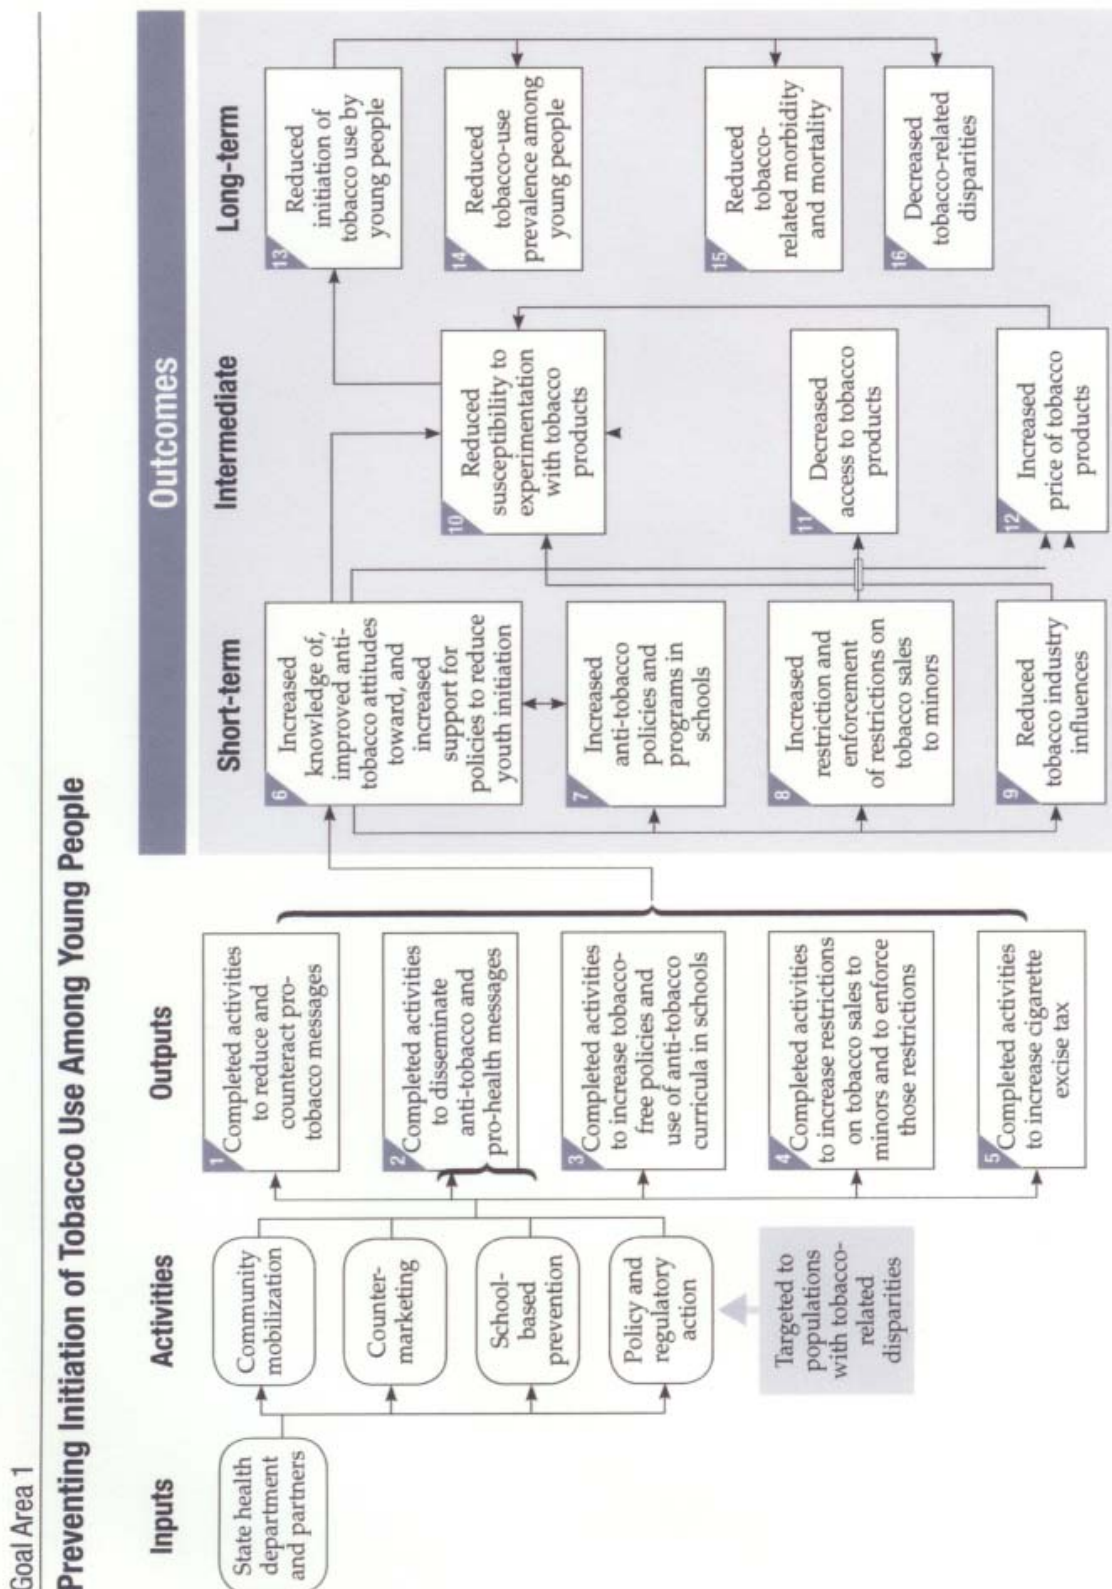 Goal Area 1
Preventing Initiation of Tobacco Use Among Young People
Outcomes
Inputs
Activities
Outputs
Short-term
Intermediate
Long-term
State health
department
and partners
Community
mobilization
Counter-
marketing
School-
based
prevention
Policy and
regulatory
action
Targeted to
populations
with tobacco-
related
disparities
1
Completed activities
to reduce and
counteract pro-
tobacco messages
2
Completed activities
to disseminate
anti-tobacco and
pro-health messages
3
Completed activities
to increase tobacco-
free policies and
use of anti-tobacco
curricula in schools
4
Completed activities
to increase restrictions
on tobacco sales to
minors and to enforce
those restrictions
5
Completed activities
to increase cigarette
excise tax
6
Increased
knowledge of,
improved anti-
tobacco attitudes
toward, and
increased
support for
policies to reduce
youth initiation
7
Increased
anti-tobacco
policies and
programs in
schools
8
Increased
restriction and
enforcement
of restrictions on
tobacco sales
to minors
9
Reduced
tobacco industry
influences
10
Reduced
susceptibility to
experimentation
with tobacco
products
11
Decreased
access to tobacco
products
12
Increased
price of tobacco
products
13
Reduced
initiation of
tobacco use by
young people
14
Reduced
tobacco-use
prevalence among
young people
15
Reduced
tobacco-
related morbidity
and mortality
16
Decreased
tobacco-related
disparities